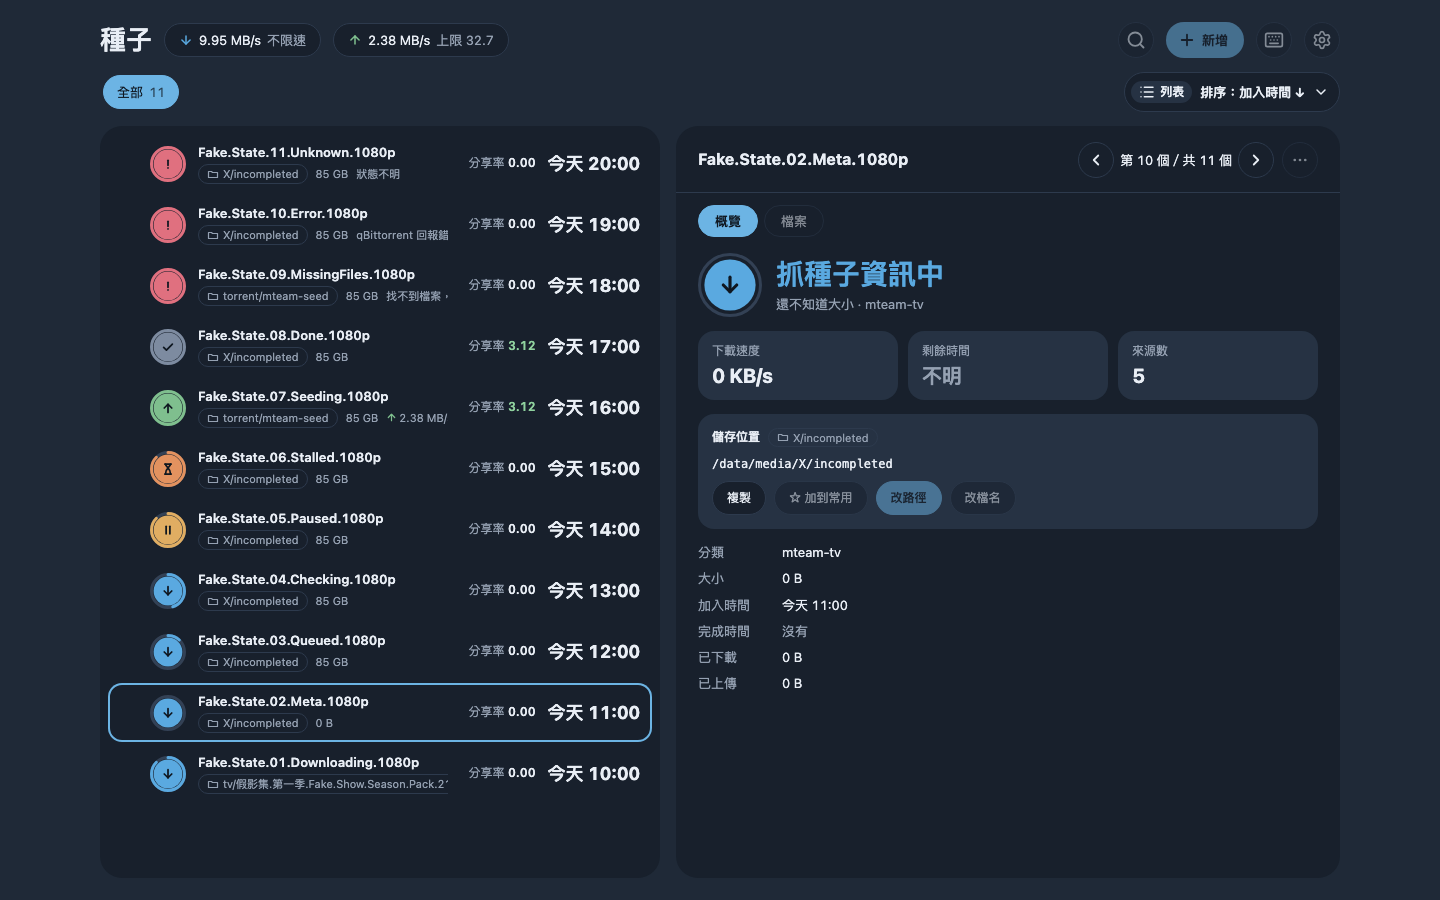 種子 9.95 MB/s 不限速 2.38 MB/s 上限 32.7 新增
全部 11 列表 排序：加入時間
Fake.State.11.Unknown.1080p
X/incompleted 85 GB 狀態不明
分享率 0.00 今天 20:00
Fake.State.10.Error.1080p
X/incompleted 85 GB qBittorrent 回報錯
分享率 0.00 今天 19:00
Fake.State.09.MissingFiles.1080p
torrent/mteam-seed 85 GB 找不到檔案，
分享率 0.00 今天 18:00
Fake.State.08.Done.1080p
X/incompleted 85 GB
分享率 3.12 今天 17:00
Fake.State.07.Seeding.1080p
torrent/mteam-seed 85 GB 2.38 MB/
分享率 3.12 今天 16:00
Fake.State.06.Stalled.1080p
X/incompleted 85 GB
分享率 0.00 今天 15:00
Fake.State.05.Paused.1080p
X/incompleted 85 GB
分享率 0.00 今天 14:00
Fake.State.04.Checking.1080p
X/incompleted 85 GB
分享率 0.00 今天 13:00
Fake.State.03.Queued.1080p
X/incompleted 85 GB
分享率 0.00 今天 12:00
Fake.State.02.Meta.1080p
X/incompleted 0 B
分享率 0.00 今天 11:00
Fake.State.01.Downloading.1080p
tv/假影集.第一季.Fake.Show.Season.Pack.
分享率 0.00 今天 10:00
Fake.State.02.Meta.1080p 第 10 個 / 共 11 個
概覽 檔案
抓種子資訊中
還不知道大小 · mteam-tv
下載速度
0 KB/s
剩餘時間
不明
來源數
5
儲存位置 X/incompleted
/data/media/X/incompleted
複製 加到常用 改路徑 改檔名
分類 mteam-tv
大小 0 B
加入時間 今天 11:00
完成時間 沒有
已下載 0 B
已上傳 0 B